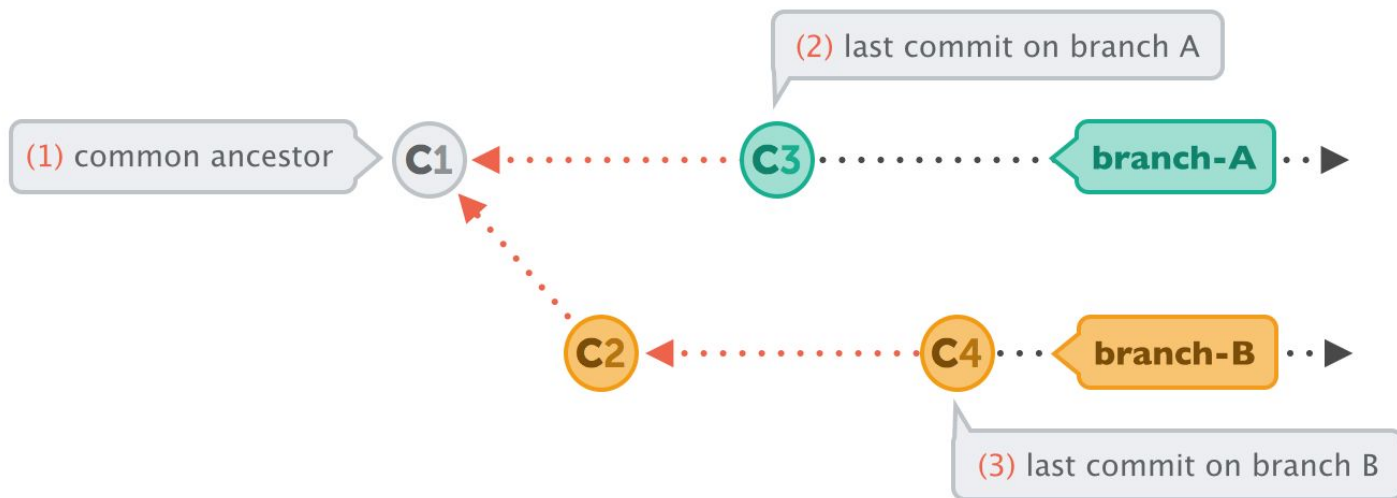 (2) last commit on branch A
(1) common ancestor
C1
C3
branch-A
C2
C4
branch-B
(3) last commit on branch B